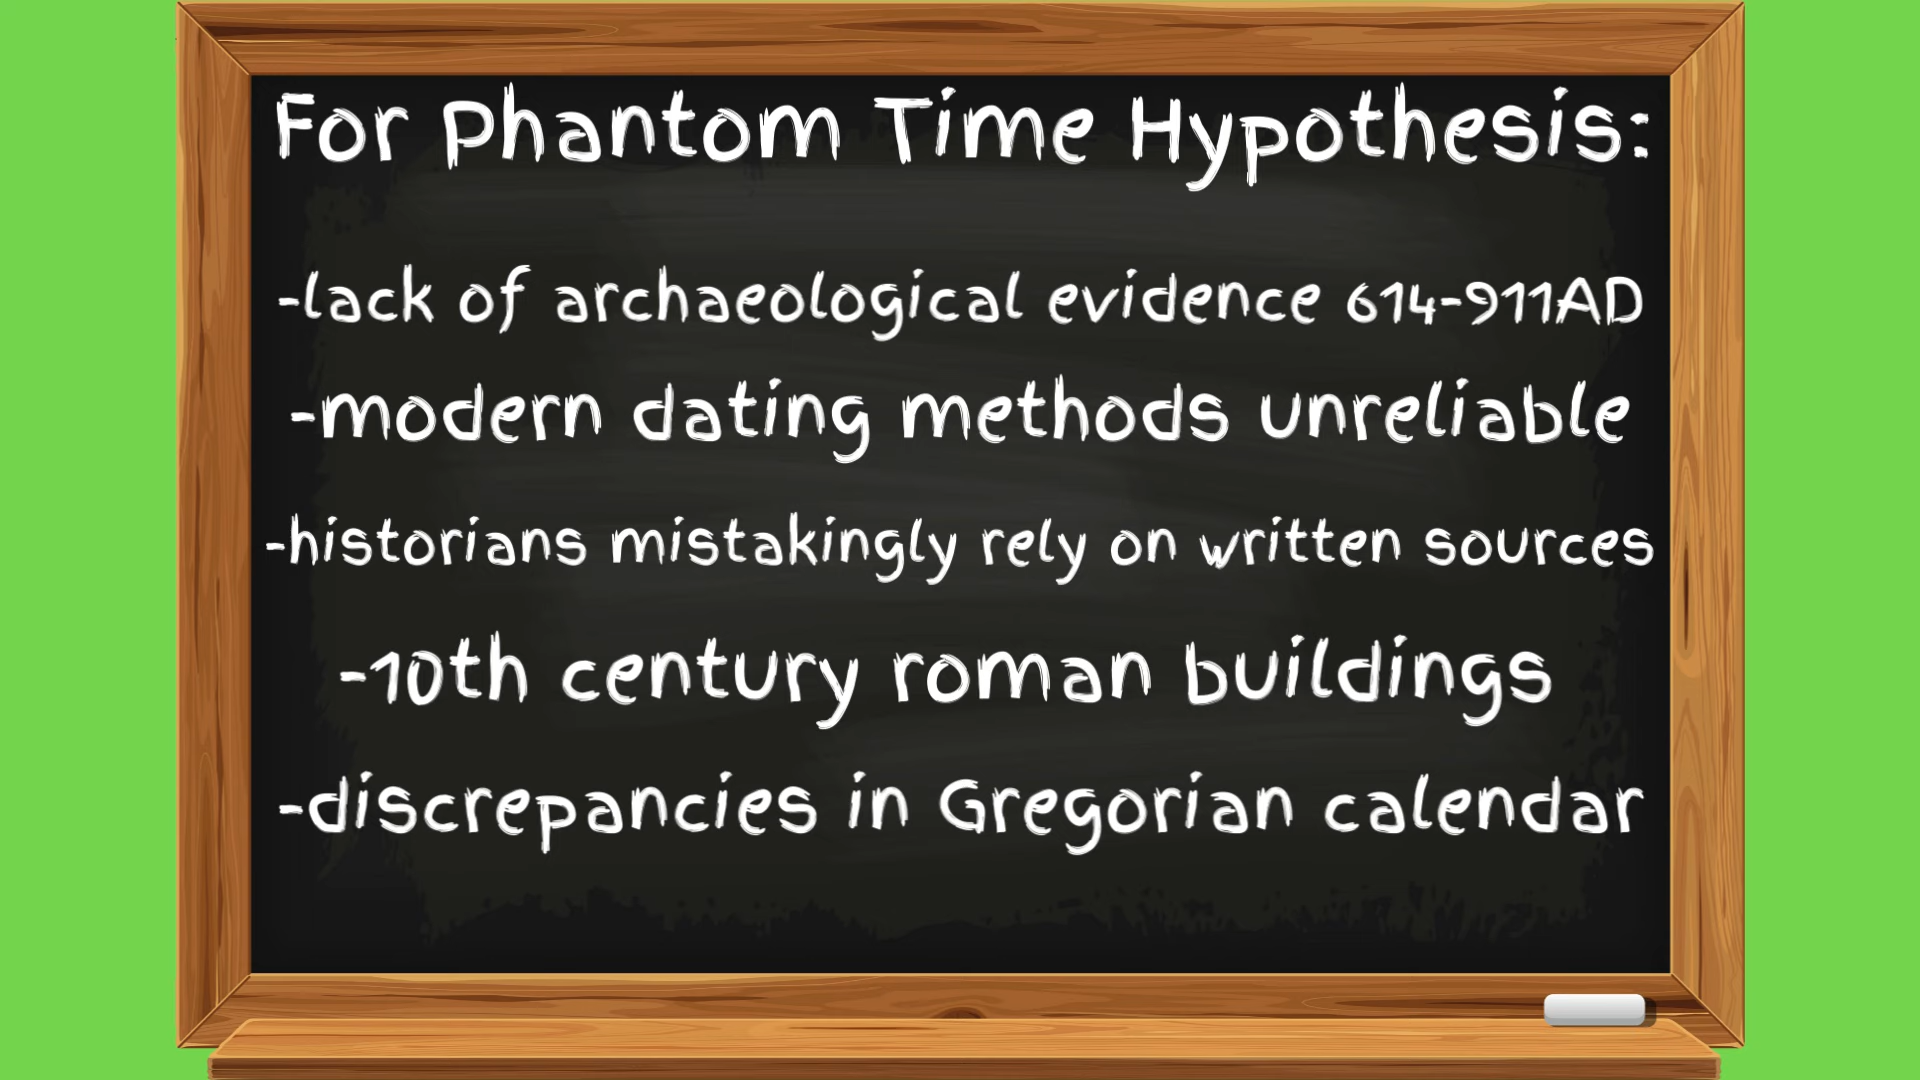 For Phantom Time Hypothesis:
-lack of archaeological evidence 614-911AD
-modern dating methods unreliable
-historians mistakingly rely on written sources
-10th century roman buildings
-discrepancies in Gregorian calendar